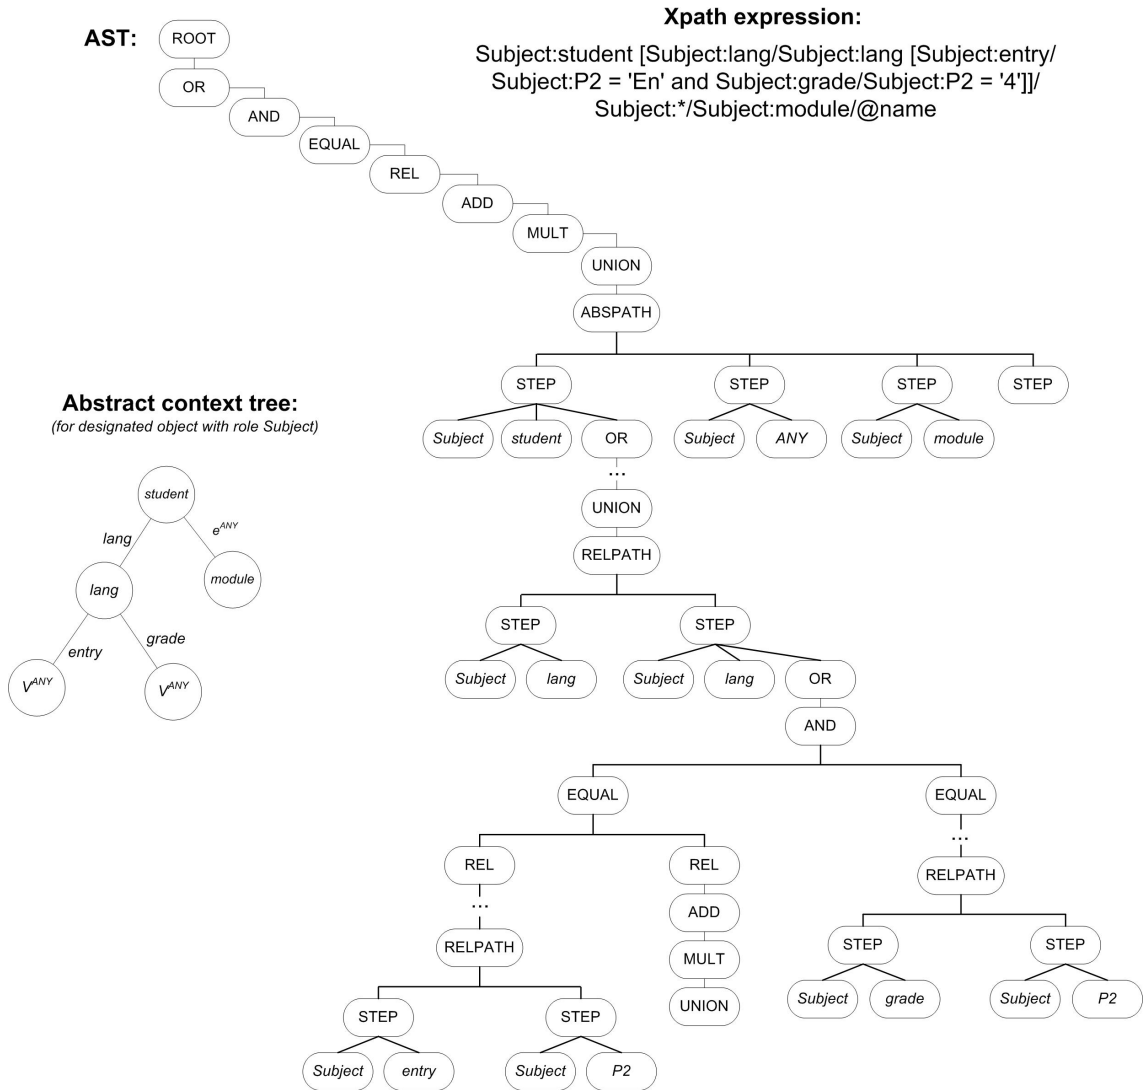 Xpath expression:
AST:
ROOT
Subject:student [Subject:lang/Subject:lang [Subject:entry/
Subject:P2 = 'En' and Subject:grade/Subject:P2 = '4']]/
Subject:*/Subject:module/@name
OR
AND
EQUAL
REL
ADD
MULT
UNION
ABSPATH
STEP STEP STEP STEP
Subject student OR Subject ANY Subject module
...
UNION
RELPATH
STEP STEP
Subject lang Subject lang OR
AND
EQUAL EQUAL
...
REL REL
RELPATH
...
ADD
RELPATH
STEP STEP
MULT
Subject grade Subject P2
UNION
STEP STEP
Subject entry Subject P2
Abstract context tree:
(for designated object with role Subject)
student
lang e^ANY
lang module
entry grade
V^ANY V^ANY